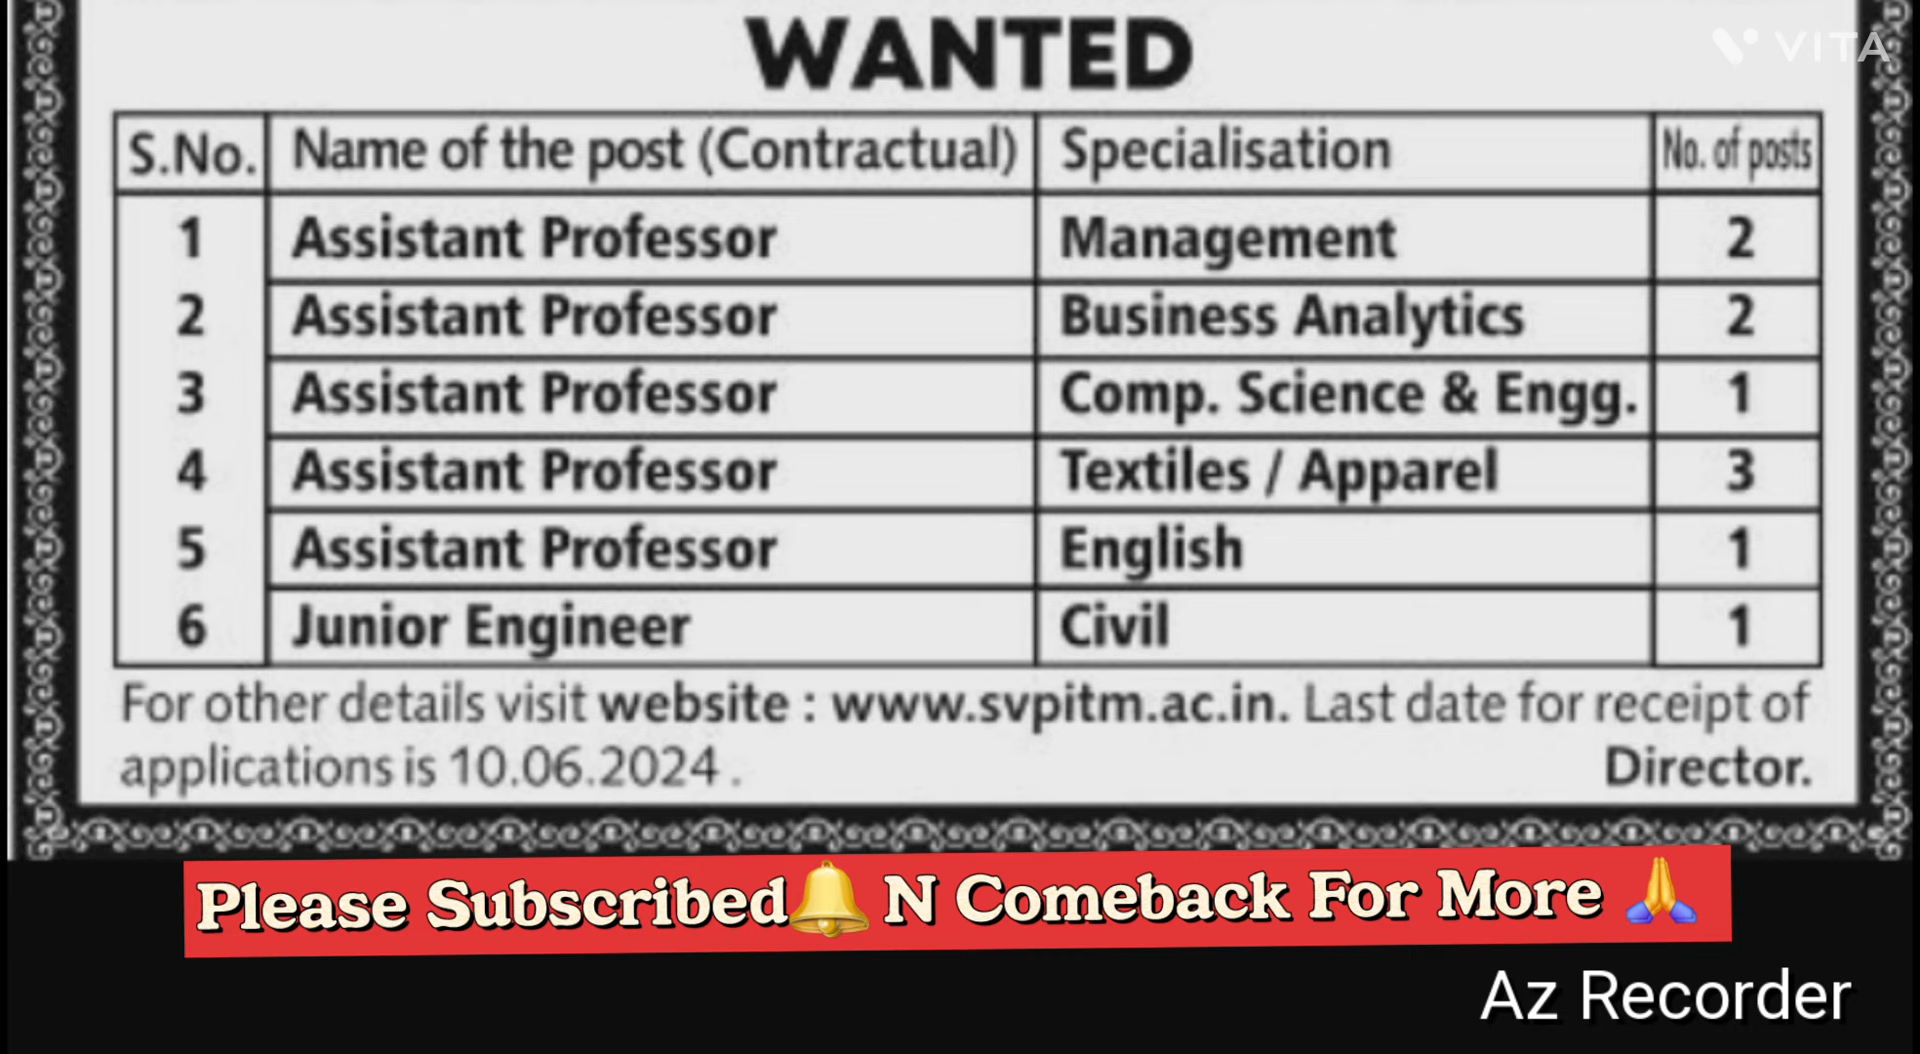 WANTED
VITA
S.No. Name of the post (Contractual) Specialisation No. of posts
1 Assistant Professor Management 2
2 Assistant Professor Business Analytics 2
3 Assistant Professor Comp. Science & Engg. 1
4 Assistant Professor Textiles / Apparel 3
5 Assistant Professor English 1
6 Junior Engineer Civil 1
For other details visit website : www.svpitm.ac.in. Last date for receipt of
applications is 10.06.2024 . Director.
Please Subscribed🔔 N Comeback For More 🙏
Az Recorder